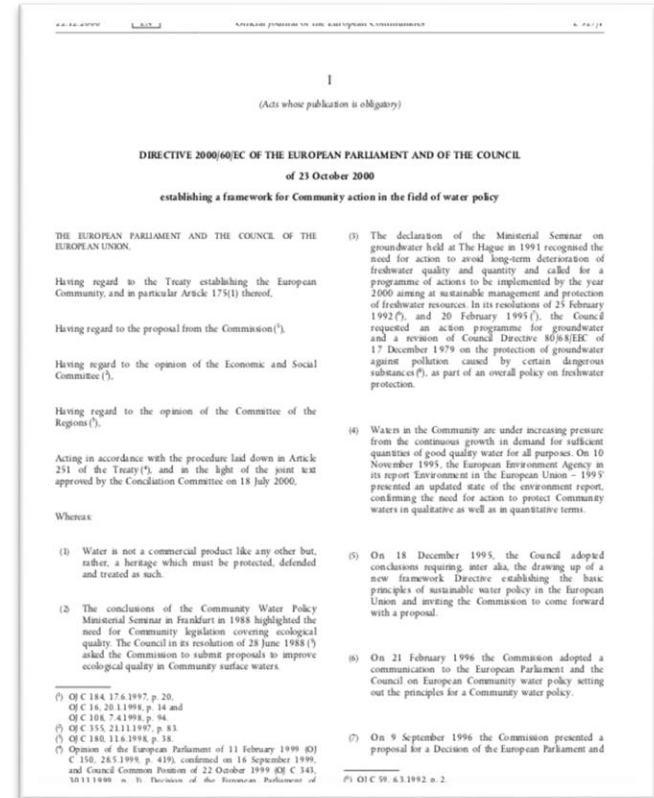 22.12.2000 EN Official Journal of the European Communities L 327/1
I
(Acts whose publication is obligatory)
DIRECTIVE 2000/60/EC OF THE EUROPEAN PARLIAMENT AND OF THE COUNCIL
of 23 October 2000
establishing a framework for Community action in the field of water policy
THE EUROPEAN PARLIAMENT AND THE COUNCIL OF THE
EUROPEAN UNION,
Having regard to the Treaty establishing the European
Community, and in particular Article 175(1) thereof,
Having regard to the proposal from the Commission (1),
Having regard to the opinion of the Economic and Social
Committee (2),
Having regard to the opinion of the Committee of the
Regions (3),
Acting in accordance with the procedure laid down in Article
251 of the Treaty (4), and in the light of the joint text
approved by the Conciliation Committee on 18 July 2000,
Whereas:
(1) Water is not a commercial product like any other but,
rather, a heritage which must be protected, defended
and treated as such.
(2) The conclusions of the Community Water Policy
Ministerial Seminar in Frankfurt in 1988 highlighted the
need for Community legislation covering ecological
quality. The Council in its resolution of 28 June 1988 (5)
asked the Commission to submit proposals to improve
ecological quality in Community surface waters.
(1) OJ C 184, 17.6.1997, p. 20,
OJ C 16, 20.1.1998, p. 14 and
OJ C 108, 7.4.1998, p. 94.
(2) OJ C 355, 21.11.1997, p. 83.
(3) OJ C 180, 11.6.1998, p. 38.
(4) Opinion of the European Parliament of 11 February 1999 (OJ
C 150, 28.5.1999, p. 419), confirmed on 16 September 1999,
and Council Common Position of 22 October 1999 (OJ C 343,
30.11.1999, p. 1). Decision of the European Parliament of
(3) The declaration of the Ministerial Seminar on
groundwater held at The Hague in 1991 recognised the
need for action to avoid long-term deterioration of
freshwater quality and quantity and called for a
programme of actions to be implemented by the year
2000 aiming at sustainable management and protection
of freshwater resources. In its resolutions of 25 February
1992 (6), and 20 February 1995 (7), the Council
requested an action programme for groundwater
and a revision of Council Directive 80/68/EEC of
17 December 1979 on the protection of groundwater
against pollution caused by certain dangerous
substances (8), as part of an overall policy on freshwater
protection.
(4) Waters in the Community are under increasing pressure
from the continuous growth in demand for sufficient
quantities of good quality water for all purposes. On 10
November 1995, the European Environment Agency in
its report 'Environment in the European Union – 1995'
presented an updated state of the environment report,
confirming the need for action to protect Community
waters in qualitative as well as in quantitative terms.
(5) On 18 December 1995, the Council adopted
conclusions requiring, inter alia, the drawing up of a
new framework Directive establishing the basic
principles of sustainable water policy in the European
Union and inviting the Commission to come forward
with a proposal.
(6) On 21 February 1996 the Commission adopted a
communication to the European Parliament and the
Council on European Community water policy setting
out the principles for a Community water policy.
(7) On 9 September 1996 the Commission presented a
proposal for a Decision of the European Parliament and
(6) OJ C 59, 6.3.1992, p. 2.